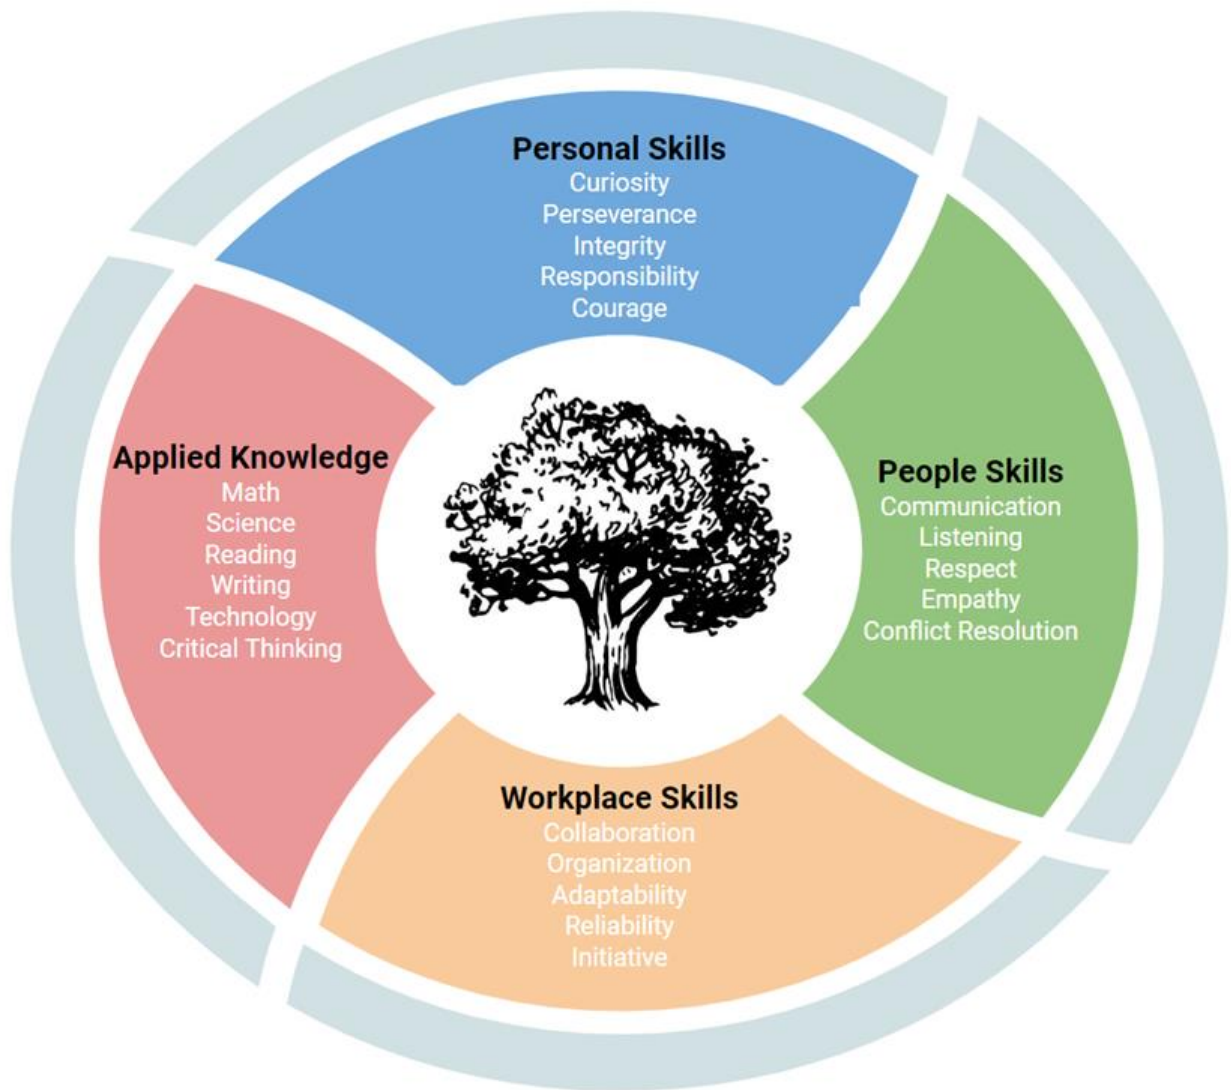 Personal Skills
Curiosity
Perseverance
Integrity
Responsibility
Courage
Applied Knowledge
Math
Science
Reading
Writing
Technology
Critical Thinking
People Skills
Communication
Listening
Respect
Empathy
Conflict Resolution
Workplace Skills
Collaboration
Organization
Adaptability
Reliability
Initiative